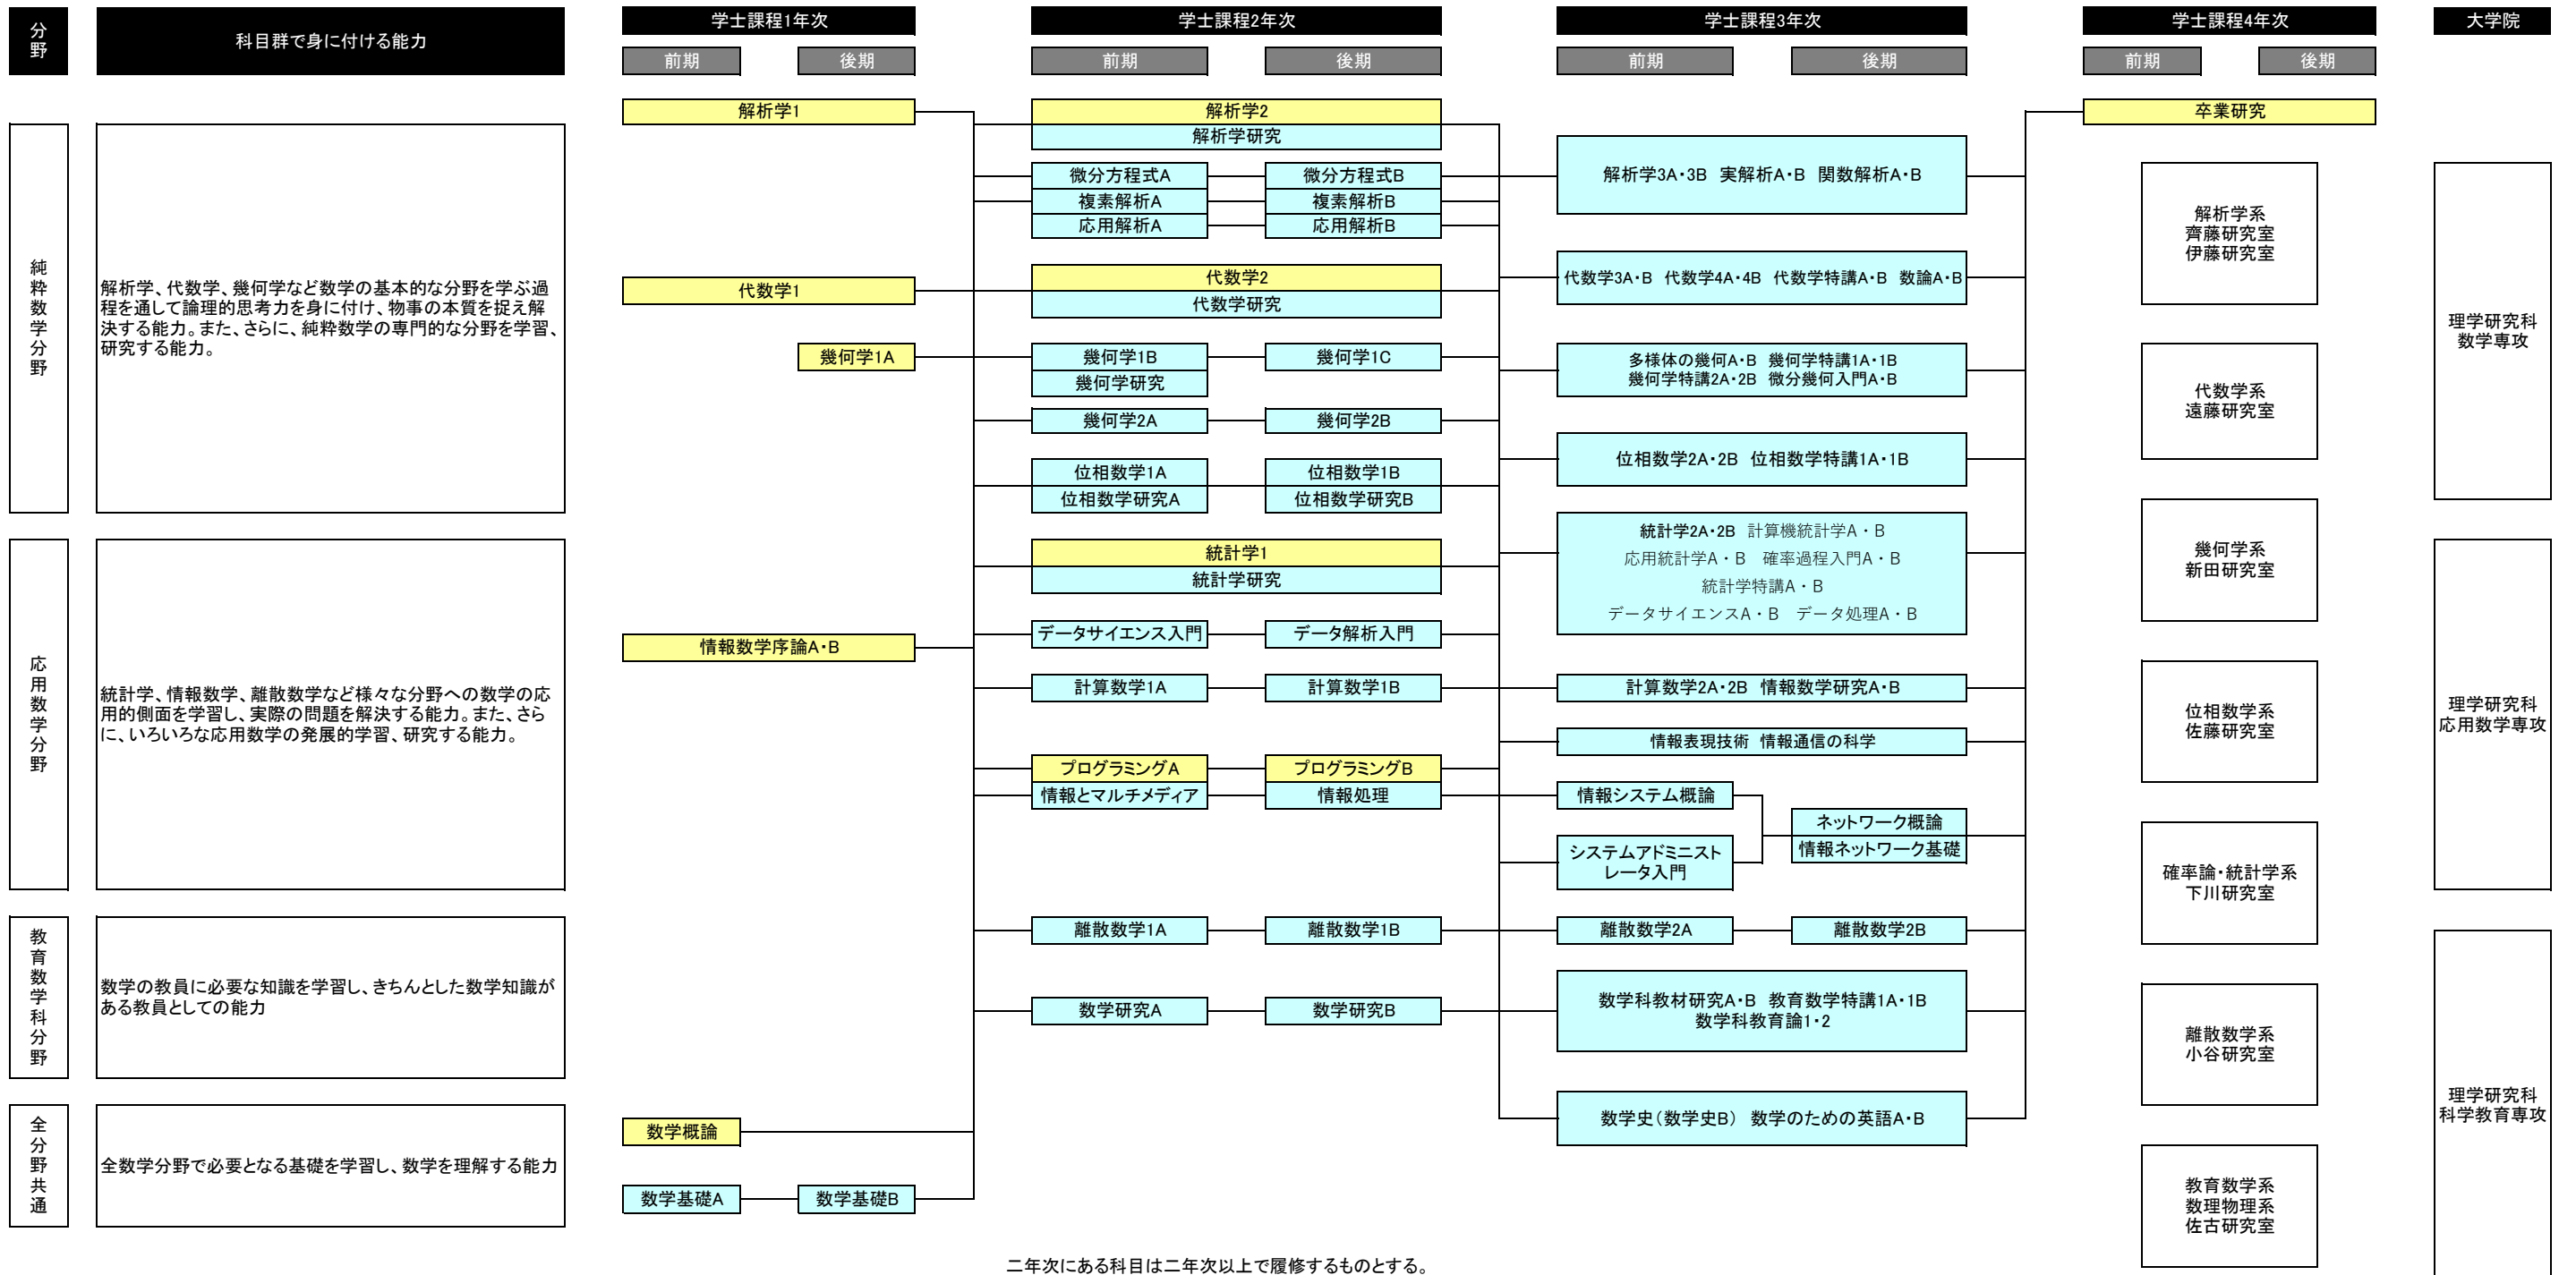 分野
科目群で身に付ける能力
学士課程1年次
学士課程2年次
学士課程3年次
学士課程4年次
大学院
前期
後期
前期
後期
前期
後期
前期
後期
純粋数学分野
解析学、代数学、幾何学など数学の基本的な分野を学ぶ過
程を通して論理的思考力を身に付け、物事の本質を捉え解
決する能力。また、さらに、純粋数学の専門的な分野を学習、
研究する能力。
応用数学分野
統計学、情報数学、離散数学など様々な分野への数学の応
用的側面を学習し、実際の問題を解決する能力。また、さら
に、いろいろな応用数学の発展的学習、研究する能力。
教育数学科分野
数学の教員に必要な知識を学習し、きちんとした数学知識が
ある教員としての能力
全分野共通
全数学分野で必要となる基礎を学習し、数学を理解する能力
解析学1
代数学1
幾何学1A
情報数学序論A・B
数学概論
数学基礎A
数学基礎B
解析学2
解析学研究
微分方程式A
微分方程式B
複素解析A
複素解析B
応用解析A
応用解析B
代数学2
代数学研究
幾何学1B
幾何学1C
幾何学研究
幾何学2A
幾何学2B
位相数学1A
位相数学1B
位相数学研究A
位相数学研究B
統計学1
統計学研究
データサイエンス入門
データ解析入門
計算数学1A
計算数学1B
プログラミングA
プログラミングB
情報とマルチメディア
情報処理
離散数学1A
離散数学1B
数学研究A
数学研究B
解析学3A・3B 実解析A・B 関数解析A・B
代数学3A・B 代数学4A・4B 代数学特講A・B 数論A・B
多様体の幾何A・B 幾何学特講1A・1B
幾何学特講2A・2B 微分幾何入門A・B
位相数学2A・2B 位相数学特講1A・1B
統計学2A・2B 計算機統計学A・B
応用統計学A・B 確率過程入門A・B
統計学特講A・B
データサイエンスA・B データ処理A・B
計算数学2A・2B 情報数学研究A・B
情報表現技術 情報通信の科学
情報システム概論
ネットワーク概論
情報ネットワーク基礎
システムアドミニスト
レータ入門
離散数学2A
離散数学2B
数学科教材研究A・B 教育数学特講1A・1B
数学科教育論1・2
数学史（数学史B） 数学のための英語A・B
卒業研究
解析学系
齊藤研究室
伊藤研究室
代数学系
遠藤研究室
幾何学系
新田研究室
位相数学系
佐藤研究室
確率論・統計学系
下川研究室
離散数学系
小谷研究室
教育数学系
数理物理系
佐古研究室
理学研究科
数学専攻
理学研究科
応用数学専攻
理学研究科
科学教育専攻
二年次にある科目は二年次以上で履修するものとする。